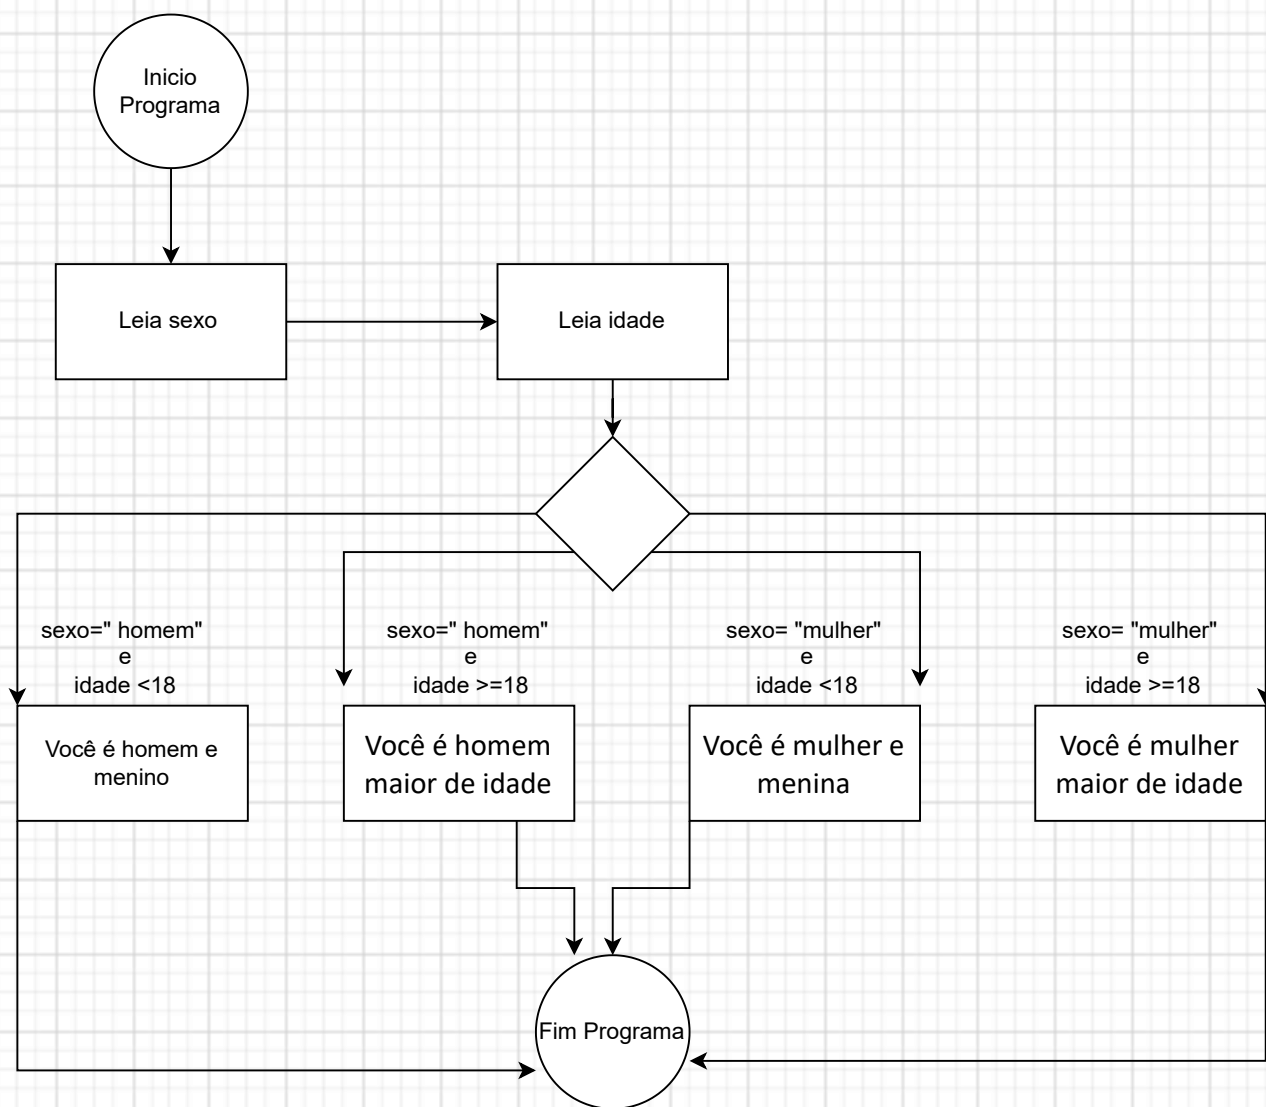 Inicio
Programa
Leia sexo
Leia idade
sexo=" homem"
e
idade <18
sexo=" homem"
e
idade >=18
sexo= "mulher"
e
idade <18
sexo= "mulher"
e
idade >=18
Você é homem e
menino
Você é homem
maior de idade
Você é mulher e
menina
Você é mulher
maior de idade
Fim Programa